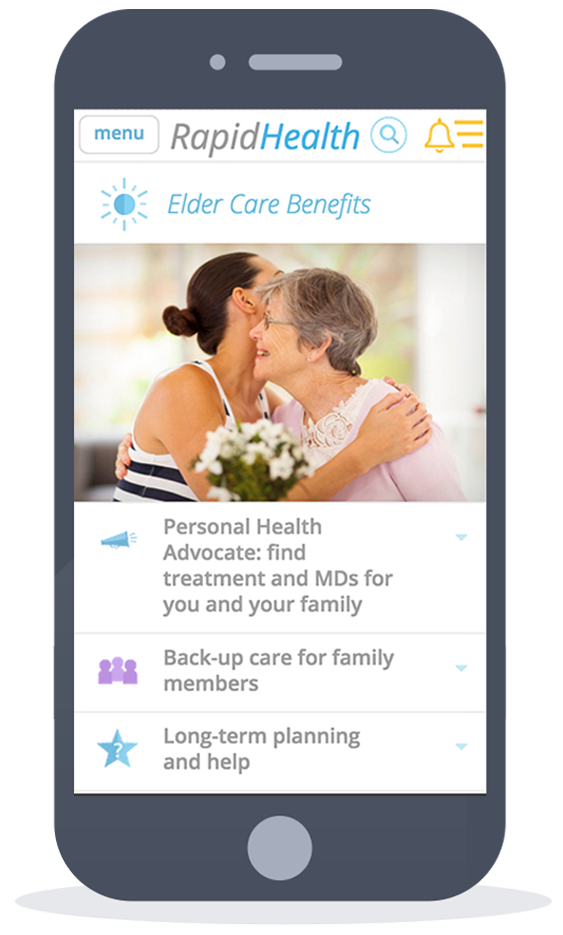 menu
RapidHealth
Elder Care Benefits
Personal Health
Advocate: find
treatment and MDs for
you and your family
Back-up care for family
members
?
Long-term planning
and help